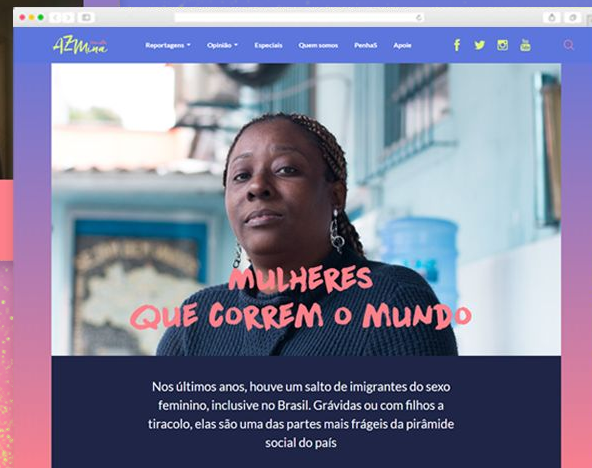 AZMina
Reportagens Opinião Especiais Quem somos PenhaS Apoie
MULHERES
QUE CORREM O MUNDO
Nos últimos anos, houve um salto de imigrantes do sexo
feminino, inclusive no Brasil. Grávidas ou com filhos a
tiracolo, elas são uma das partes mais frágeis da pirâmide
social do país